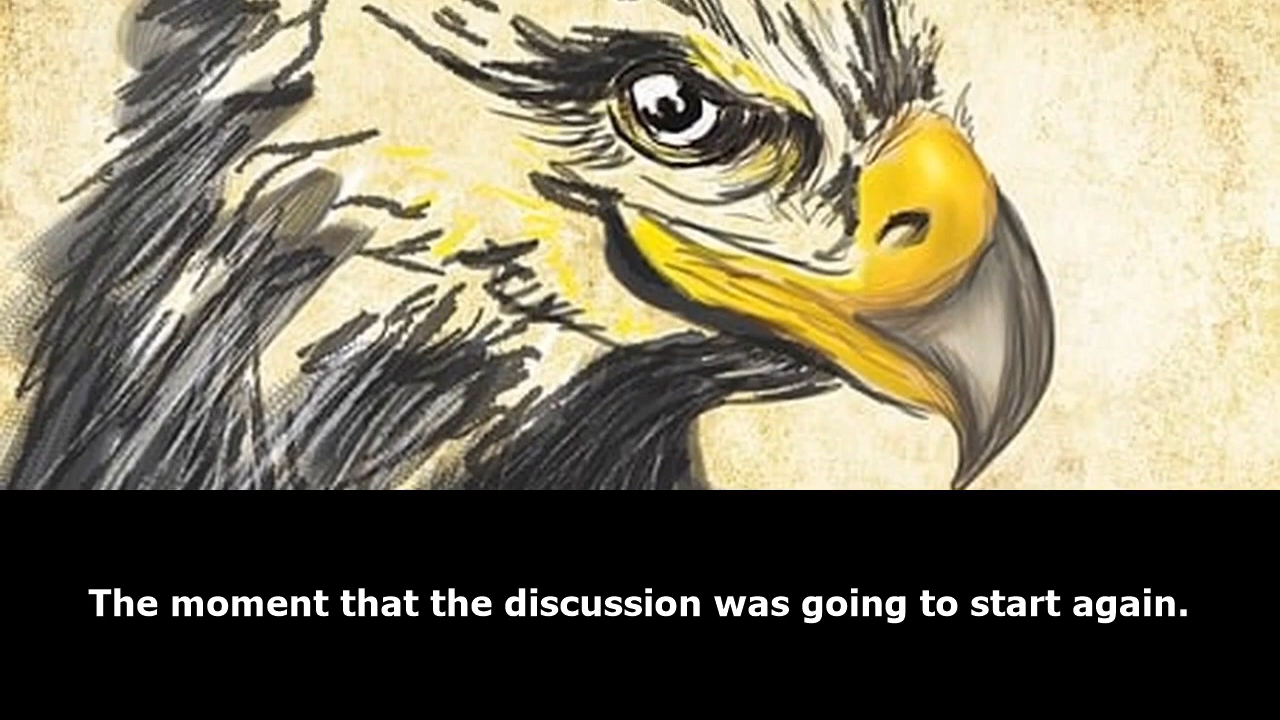 The moment that the discussion was going to start again.